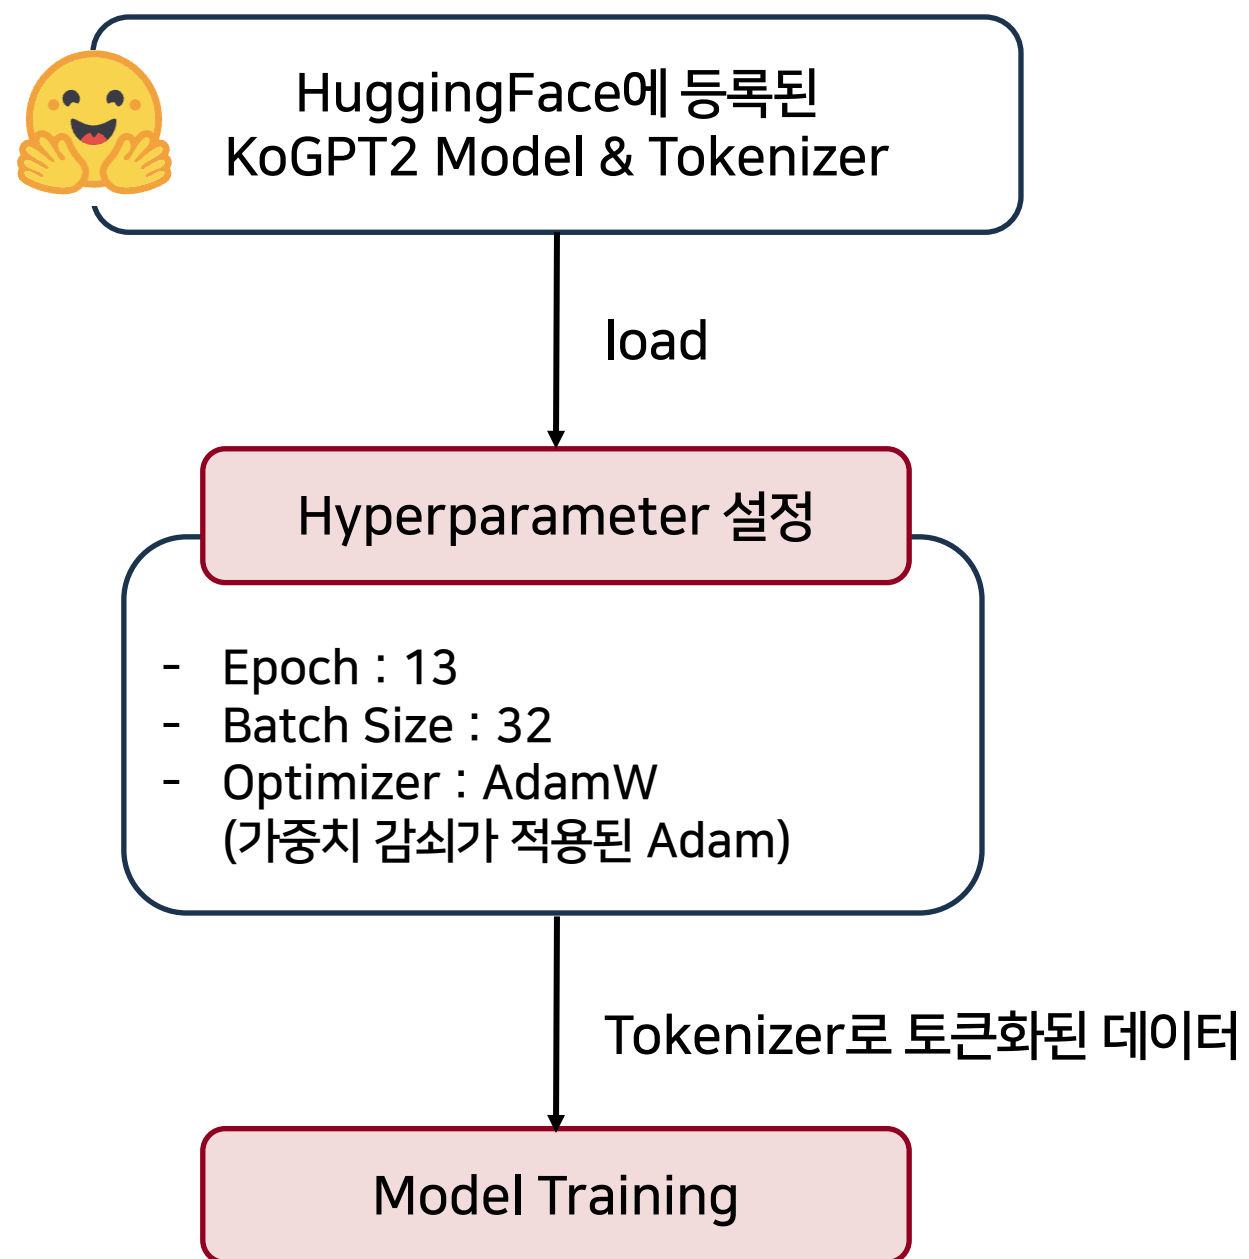 HuggingFace에 등록된
KoGPT2 Model & Tokenizer
load
Hyperparameter 설정
- Epoch : 13
- Batch Size : 32
- Optimizer : AdamW
(가중치 감쇠가 적용된 Adam)
Tokenizer로 토큰화된 데이터
Model Training